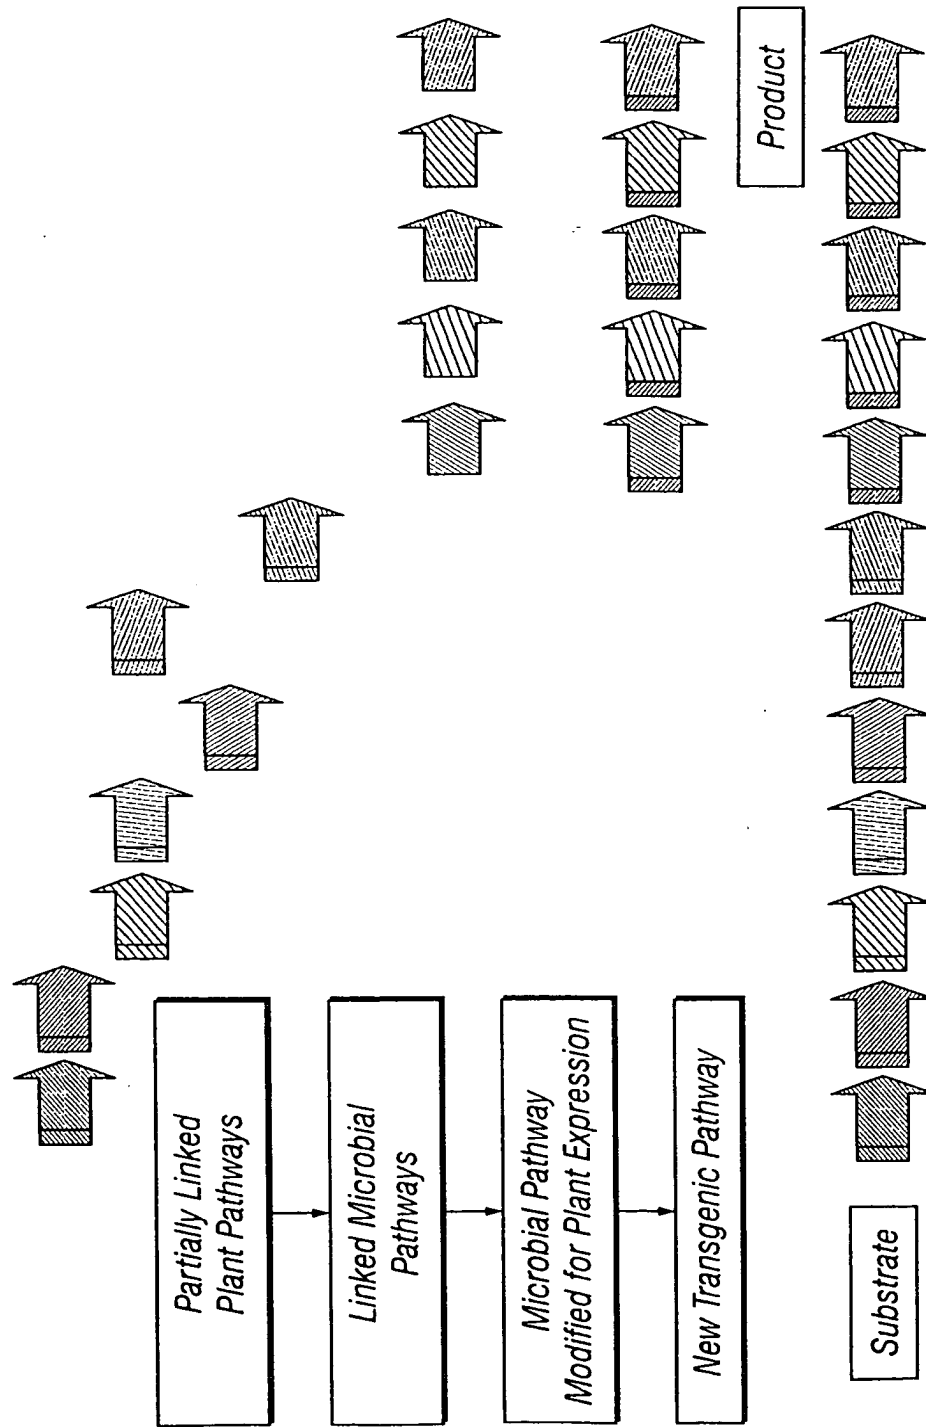 Partially Linked
Plant Pathways
Linked Microbial
Pathways
Microbial Pathway
Modified for Plant Expression
New Transgenic Pathway
Substrate
Product